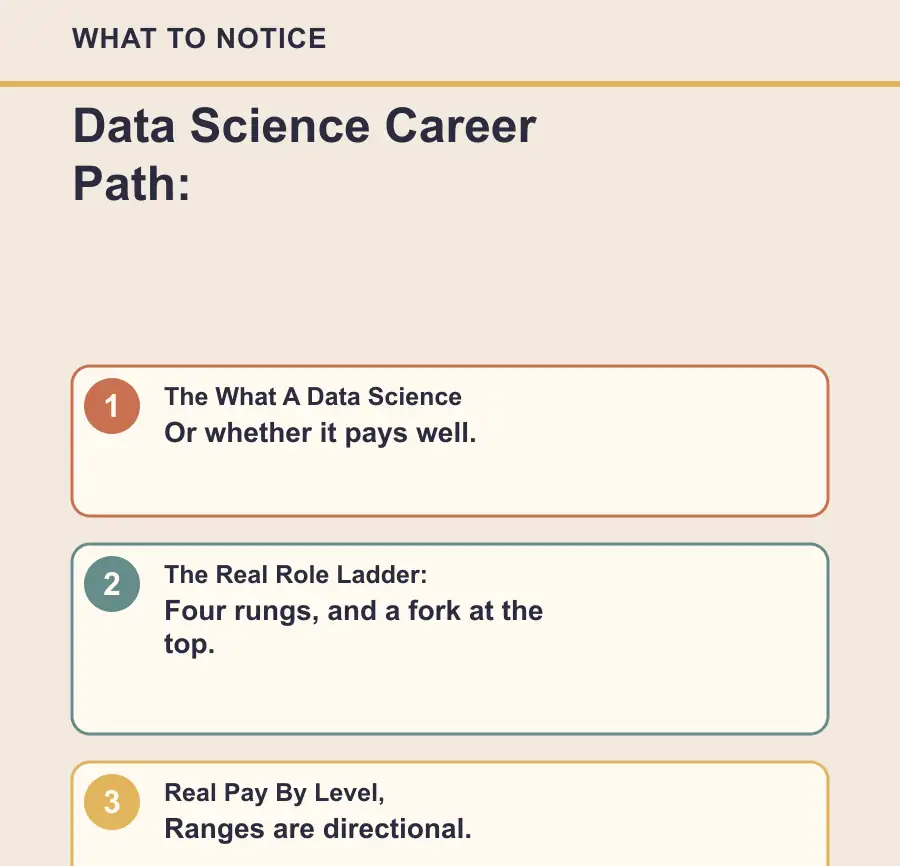 WHAT TO NOTICE
Data Science Career
Path:
1
The What A Data Science
Or whether it pays well.
2
The Real Role Ladder:
Four rungs, and a fork at the
top.
3
Real Pay By Level,
Ranges are directional.